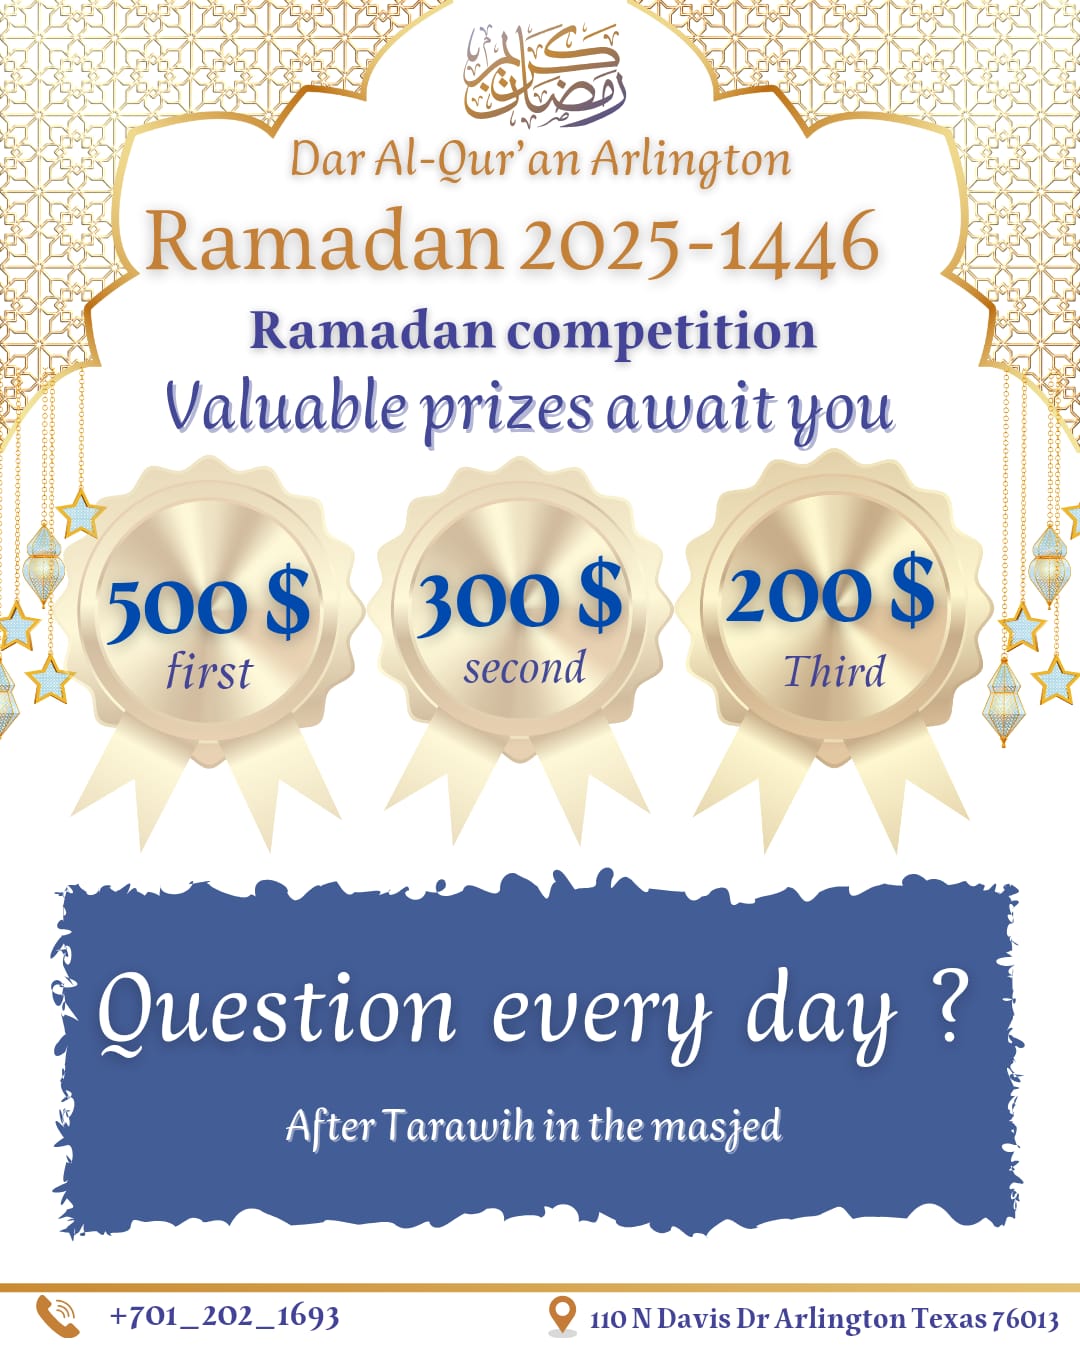 رمضان كريم
Dar Al-Qur’an Arlington
Ramadan 2025-1446
Ramadan competition
Valuable prizes await you
500 $
first
300 $
second
200 $
Third
Question every day ?
After Tarawih in the masjed
+701_202_1693
110 N Davis Dr Arlington Texas 76013